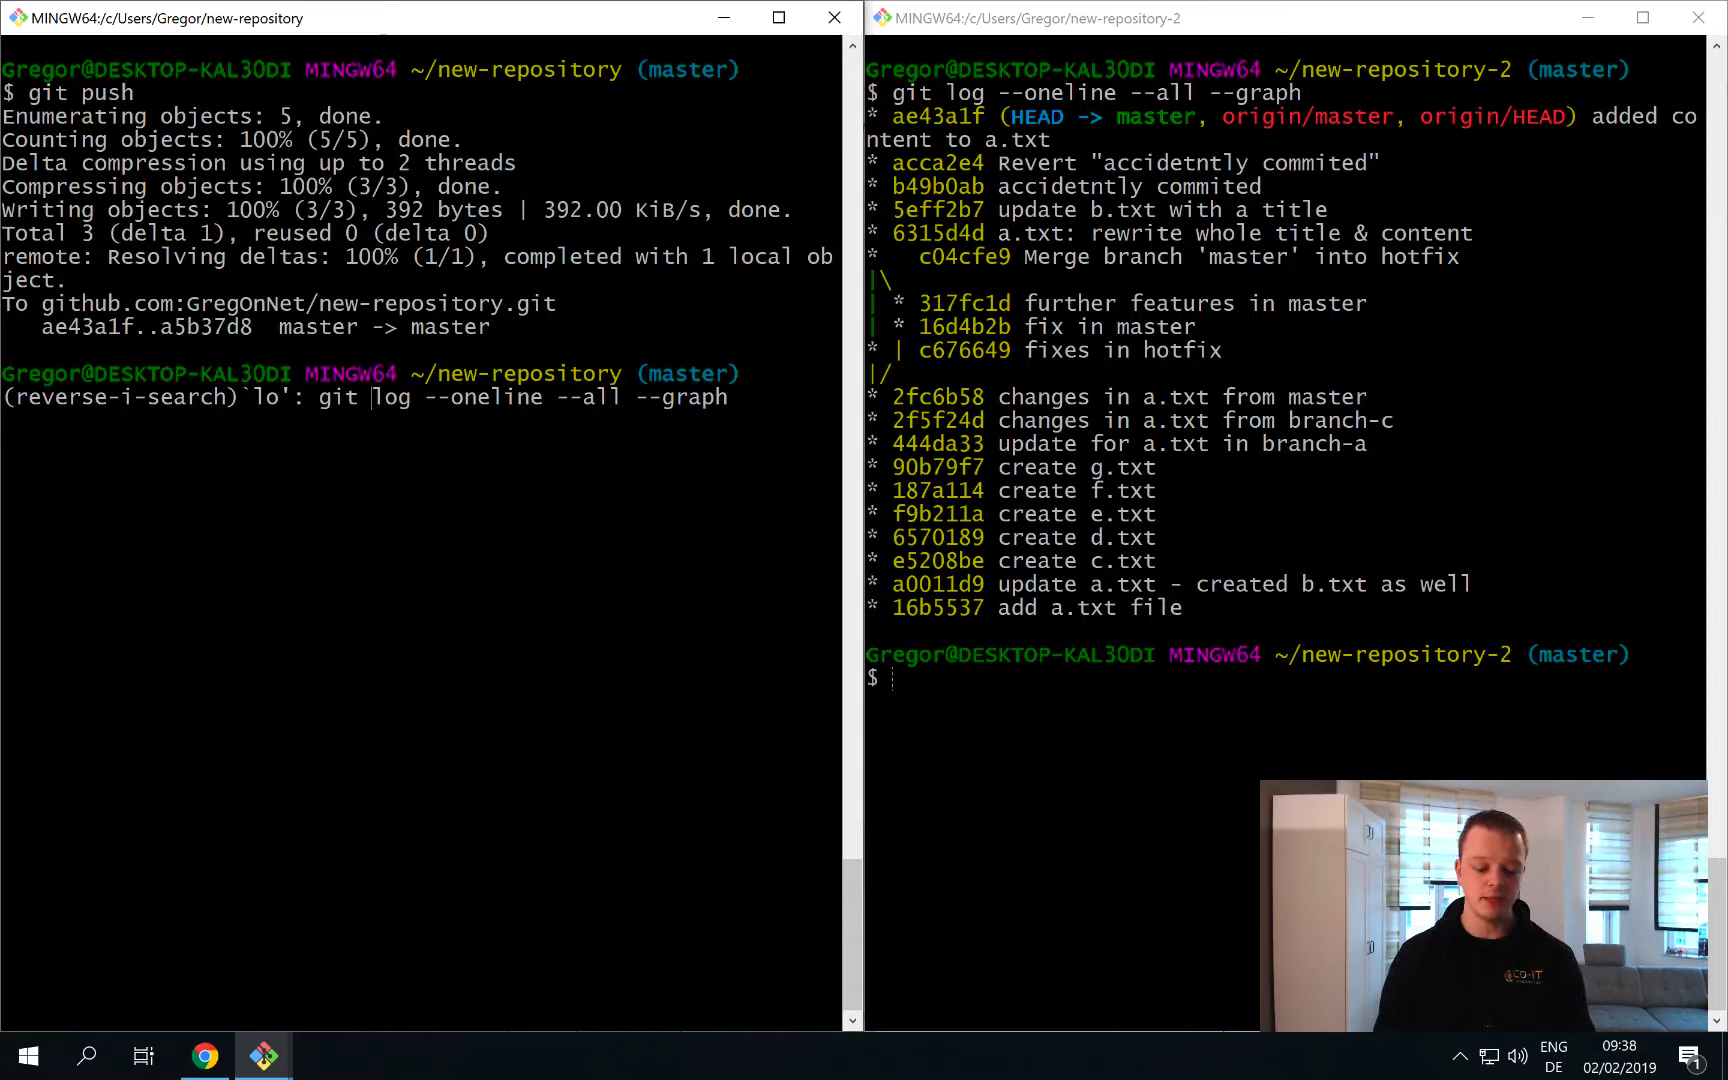 MINGW64:/c/Users/Gregor/new-repository
Gregor@DESKTOP-KAL30DI MINGW64 ~/new-repository (master)
$ git push
Enumerating objects: 5, done.
Counting objects: 100% (5/5), done.
Delta compression using up to 2 threads
Compressing objects: 100% (3/3), done.
Writing objects: 100% (3/3), 392 bytes | 392.00 KiB/s, done.
Total 3 (delta 1), reused 0 (delta 0)
remote: Resolving deltas: 100% (1/1), completed with 1 local ob
ject.
To github.com:GregOnNet/new-repository.git
ae43a1f..a5b37d8 master -> master
Gregor@DESKTOP-KAL30DI MINGW64 ~/new-repository (master)
(reverse-i-search)`lo': git log --oneline --all --graph
MINGW64:/c/Users/Gregor/new-repository-2
Gregor@DESKTOP-KAL30DI MINGW64 ~/new-repository-2 (master)
$ git log --oneline --all --graph
* ae43a1f (HEAD -> master, origin/master, origin/HEAD) added co
ntent to a.txt
* acca2e4 Revert "accidetntly commited"
* b49b0ab accidetntly commited
* 5eff2b7 update b.txt with a title
* 6315d4d a.txt: rewrite whole title & content
*   c04cfe9 Merge branch 'master' into hotfix
|\
| * 317fc1d further features in master
| * 16d4b2b fix in master
* | c676649 fixes in hotfix
|/
* 2fc6b58 changes in a.txt from master
* 2f5f24d changes in a.txt from branch-c
* 444da33 update for a.txt in branch-a
* 90b79f7 create g.txt
* 187a114 create f.txt
* f9b211a create e.txt
* 6570189 create d.txt
* e5208be create c.txt
* a0011d9 update a.txt - created b.txt as well
* 16b5537 add a.txt file
Gregor@DESKTOP-KAL30DI MINGW64 ~/new-repository-2 (master)
$
CO-IT
ENG
DE
09:38
02/02/2019
1